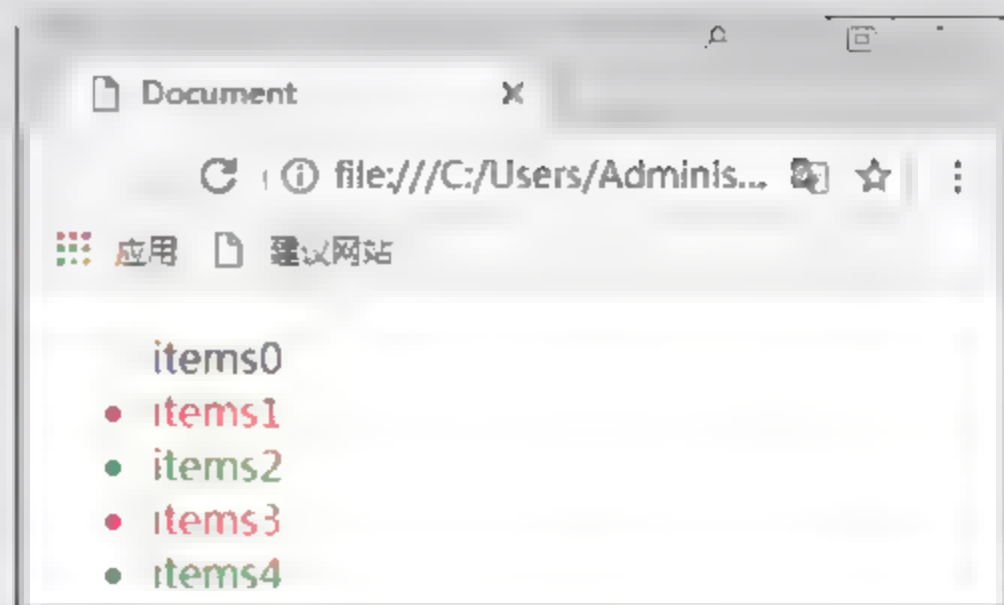 Document
file:///C:/Users/Adminis...
应用 建议网站
items0
items1
items2
items3
items4